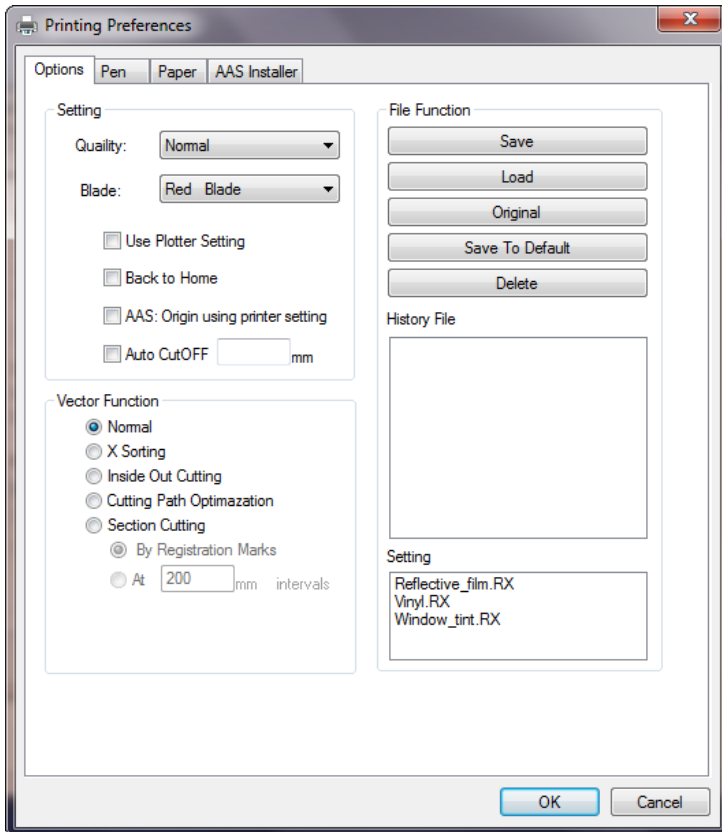 Printing Preferences
Options Pen Paper AAS Installer
Setting
Quaility: Normal
Blade: Red Blade
Use Plotter Setting
Back to Home
AAS: Origin using printer setting
Auto CutOFF mm
Vector Function
Normal
X Sorting
Inside Out Cutting
Cutting Path Optimazation
Section Cutting
By Registration Marks
At 200 mm intervals
File Function
Save
Load
Original
Save To Default
Delete
History File
Setting
Reflective_film.RX
Vinyl.RX
Window_tint.RX
OK Cancel